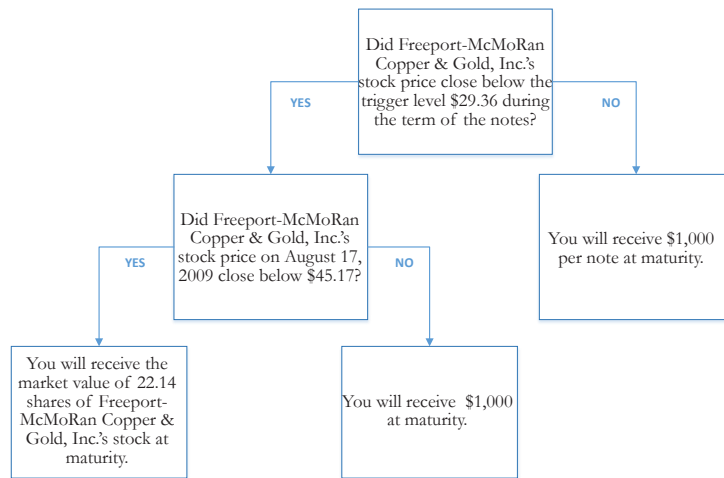 Did Freeport-McMoRan
Copper & Gold, Inc.'s
stock price close below the
trigger level $29.36 during
the term of the notes?
YES
NO
Did Freeport-McMoRan
Copper & Gold, Inc.'s
stock price on August 17,
2009 close below $45.17?
You will receive $1,000
per note at maturity.
YES
NO
You will receive the
market value of 22.14
shares of Freeport-
McMoRan Copper &
Gold, Inc.'s stock at
maturity.
You will receive $1,000
at maturity.